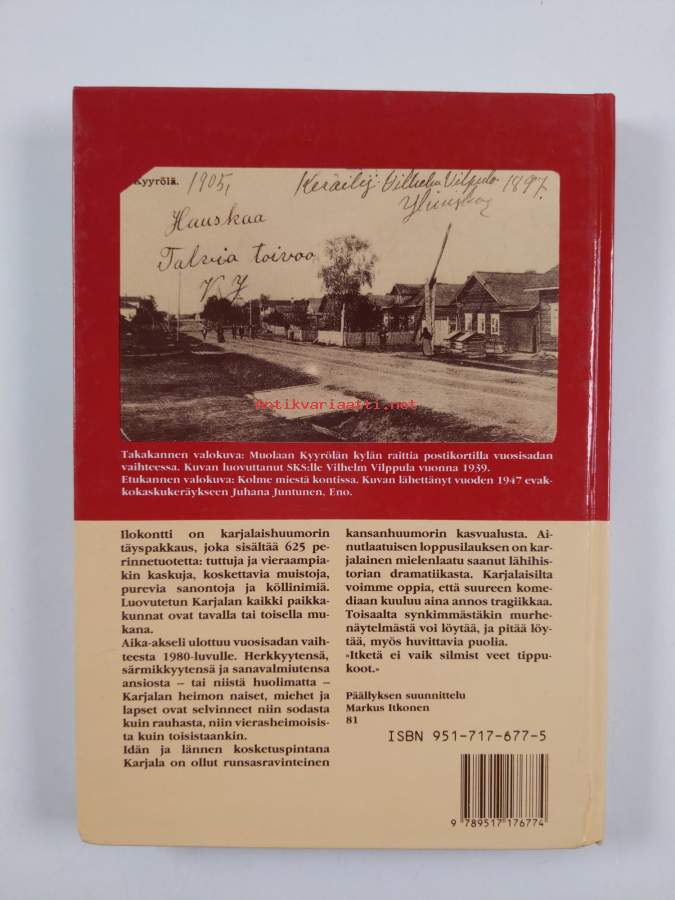 Kyyrölä. 1905, Keräilij. Vilhelm Vilppula 1897.
Hauskaa
Talvia toivoo
V. Y
Antikvariaatti.net
Takakannen valokuva: Muolaan Kyyrölän kylän raittia postikortilla vuosisadan
vaihteessa. Kuvan luovuttanut SKS:lle Vilhelm Vilppula vuonna 1939.
Etukannen valokuva: Kolme miestä kontissa. Kuvan lähettänyt vuoden 1947 evak-
kokaskukeräykseen Juhana Juntunen, Eno.
Ilokontti on karjalaishuumorin
täyspakkaus, joka sisältää 625 pe-
rinnetuotetta: tuttuja ja vieraampia-
kin kaskuja, koskettavia muistoja,
purevia sanontoja ja köllinimiä.
Luovutetun Karjalan kaikki paikka-
kunnat ovat tavalla tai toisella mu-
kana.
Aika-akseli ulottuu vuosisadan vaih-
teesta 1980-luvulle. Herkkyytensä,
särmikkyytensä ja sanavalmiutensa
ansiosta – tai niistä huolimatta –
Karjalan heimon naiset, miehet ja
lapset ovat selvinneet niin sodasta
kuin rauhasta, niin vierasheimoisis-
ta kuin toisistaankin.
Idän ja lännen kosketuspintana
Karjala on ollut runsasravinteinen
kansanhuumorin kasvualusta. Ai-
nutlaatuisen loppusilauksen on kar-
jalainen mielenlaatu saanut lähihis-
torian dramatiikasta. Karjalaisilta
voimme oppia, että suureen kome-
diaan kuuluu aina annos tragiikkaa.
Toisaalta synkimmästäkin murhe-
näytelmästä voi löytää, ja pitää löy-
tää, myös huvittavia puolia.
»Itketä ei vaik silmist veet tippu-
koot.»
Päällyksen suunnittelu
Markus Itkonen
81
ISBN 951-717-677-5
9 789517 176774